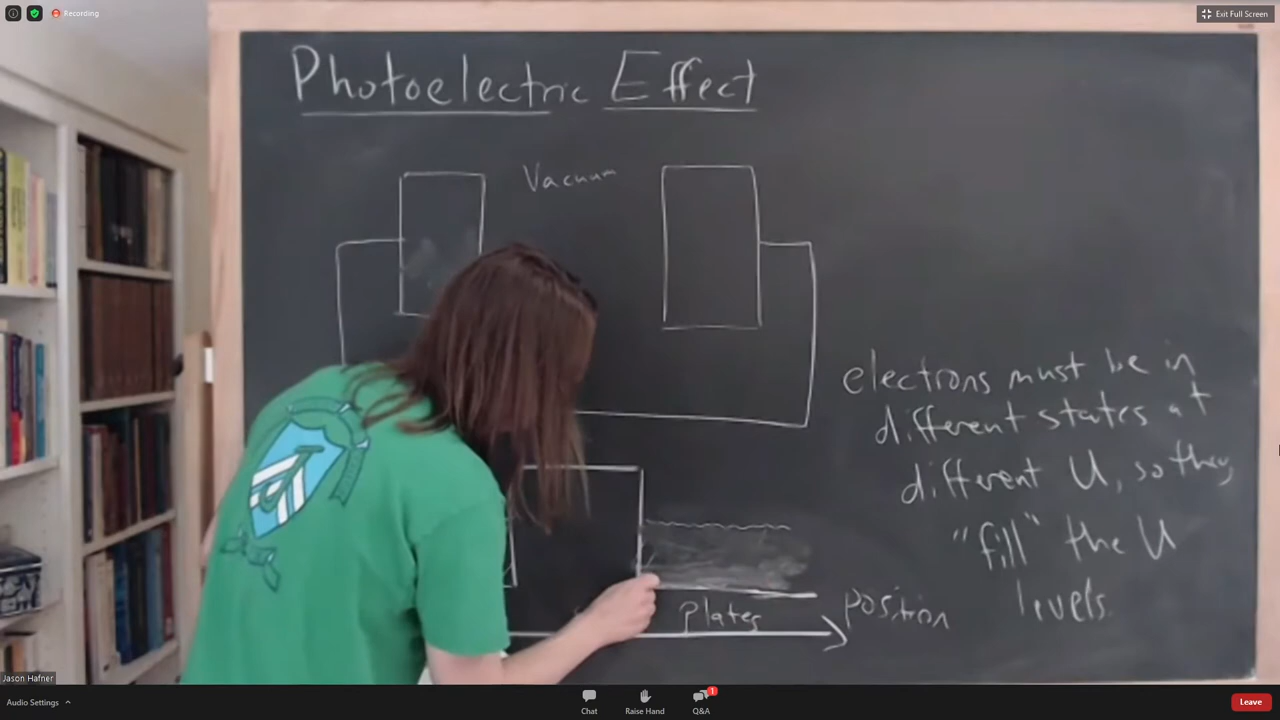 Recording
Exit Full Screen
Photoelectric Effect
Vacuum
electrons must be in
different states at
different U, so they
"fill" the U
levels.
Plates
position
Jason Hafner
Audio Settings
Chat
Raise Hand
1
Q&A
Leave